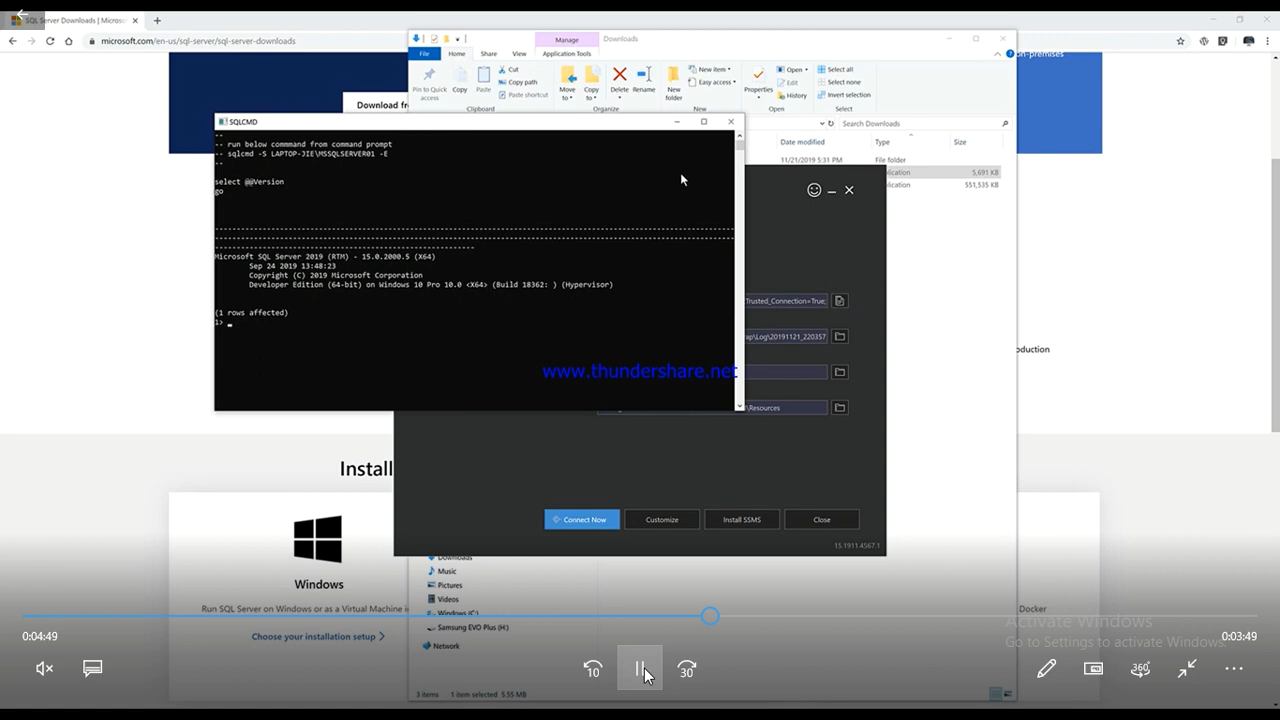 SQL Server Downloads | Micros
microsoft.com/en-us/sql-server/sql-server-downloads
Manage
Downloads
File
Home
Share
View
Application Tools
Pin to Quick access
Copy
Paste
Cut
Copy path
Paste shortcut
Clipboard
Move to
Copy to
Delete
Rename
Organize
New folder
New item
Easy access
New
Properties
Open
Edit
History
Open
Select all
Select none
Invert selection
Select
on-premises
Download fro
Search Downloads
Date modified
Type
Size
11/21/2019 5:31 PM
File folder
lication
5,691 KB
lication
551,535 KB
SQLCMD
--
-- run below commmand from command prompt
-- sqlcmd -S LAPTOP-JIE\MSSQLSERVER01 -E
--
select @@Version
go
Microsoft SQL Server 2019 (RTM) - 15.0.2000.5 (X64)
Sep 24 2019 13:48:23
Copyright (C) 2019 Microsoft Corporation
Developer Edition (64-bit) on Windows 10 Pro 10.0 <X64> (Build 18362: ) (Hypervisor)
(1 rows affected)
1>
Trusted_Connection=True;
ap\Log\20191121_220357
\Resources
oduction
www.thundershare.net
Connect Now
Customize
Install SSMS
Close
15.1911.4567.1
Install
Windows
Run SQL Server on Windows or as a Virtual Machine i
Choose your installation setup
Docker
Downloads
Music
Pictures
Videos
Windows (C:)
Samsung EVO Plus (H:)
Network
3 items
1 item selected 5.55 MB
Activate Windows
Go to Settings to activate Windows.
0:04:49
0:03:49
10
30
360°